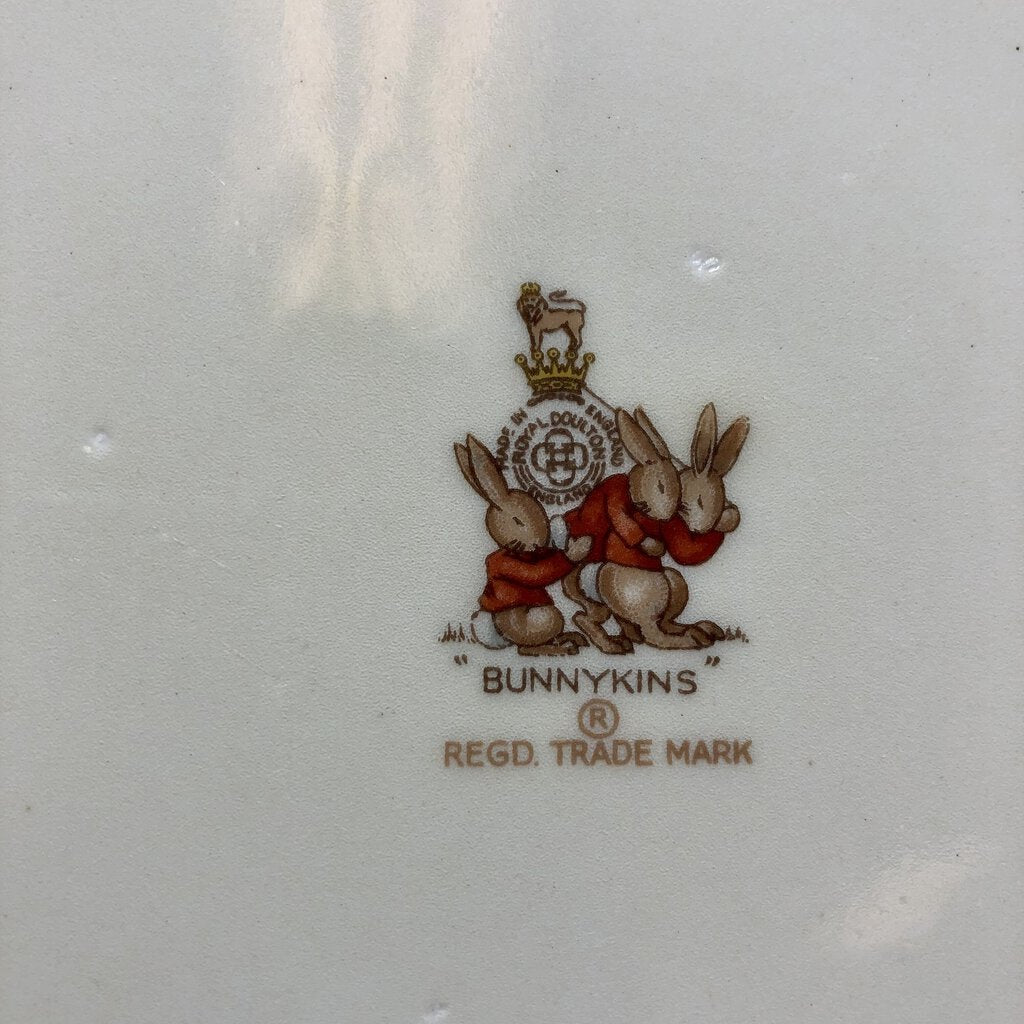 MADE IN ENGLAND
ROYAL DOULTON
ENGLAND
"BUNNYKINS"
®
REGD. TRADE MARK